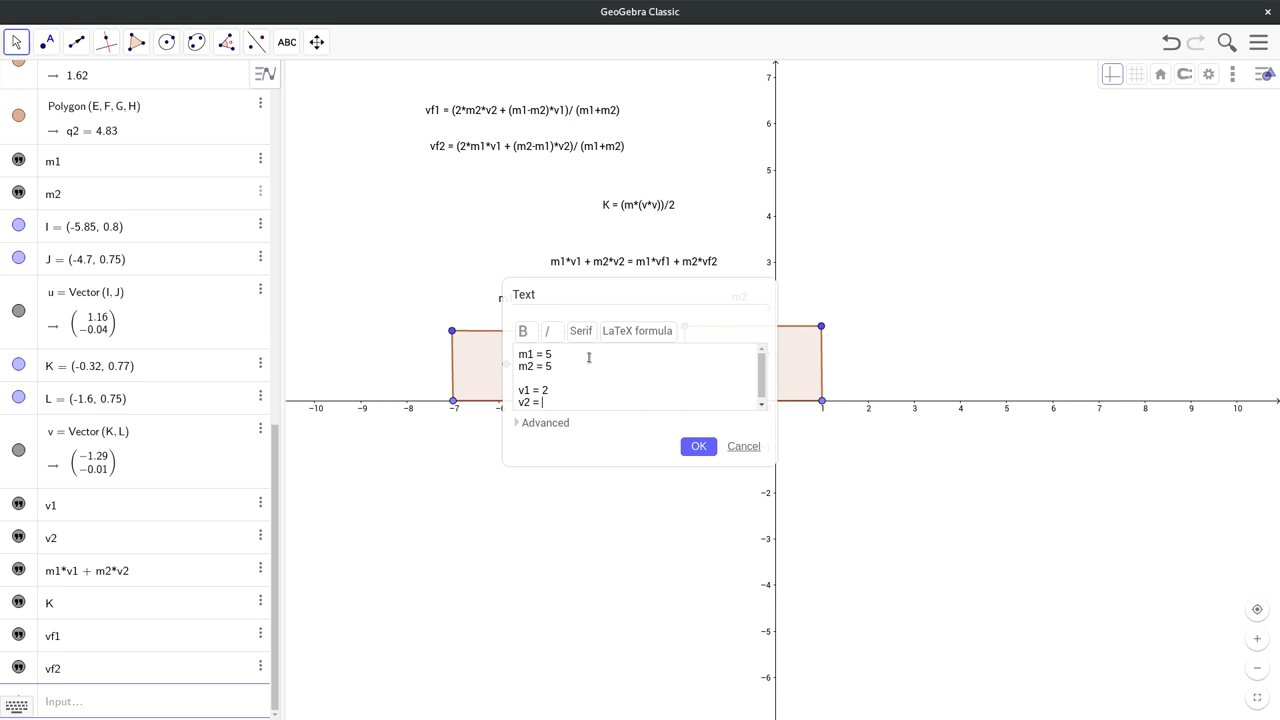 GeoGebra Classic
×
ABC
→ 1.62
Polygon (E, F, G, H)
→ q2 = 4.83
m1
m2
I = (-5.85, 0.8)
J = (-4.7, 0.75)
u = Vector (I, J)
→ ( 1.16
−0.04 )
K = (-0.32, 0.77)
L = (-1.6, 0.75)
v = Vector (K, L)
→ ( −1.29
−0.01 )
v1
v2
m1*v1 + m2*v2
K
vf1
vf2
Input…
vf1 = (2*m2*v2 + (m1-m2)*v1)/ (m1+m2)
vf2 = (2*m1*v1 + (m2-m1)*v2)/ (m1+m2)
K = (m*(v*v))/2
m1*v1 + m2*v2 = m1*vf1 + m2*vf2
m2
Text
B
I
Serif
LaTeX formula
m1 = 5
m2 = 5
v1 = 2
v2 =
Advanced
OK
Cancel
7
6
5
4
3
2
−10 −9 −8 −7 1 2 3 4 5 6 7 8 9 10
−2
−3
−4
−5
−6